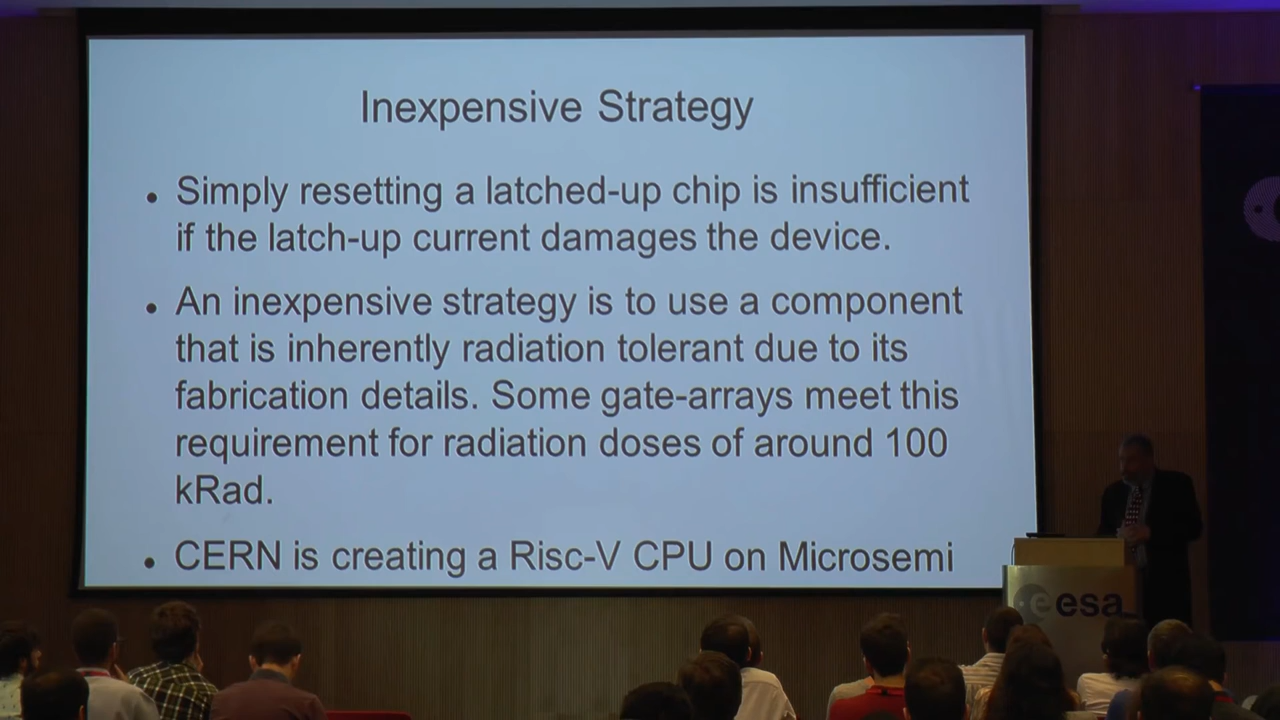 Inexpensive Strategy
• Simply resetting a latched-up chip is insufficient
if the latch-up current damages the device.
• An inexpensive strategy is to use a component
that is inherently radiation tolerant due to its
fabrication details. Some gate-arrays meet this
requirement for radiation doses of around 100
kRad.
• CERN is creating a Risc-V CPU on Microsemi
esa